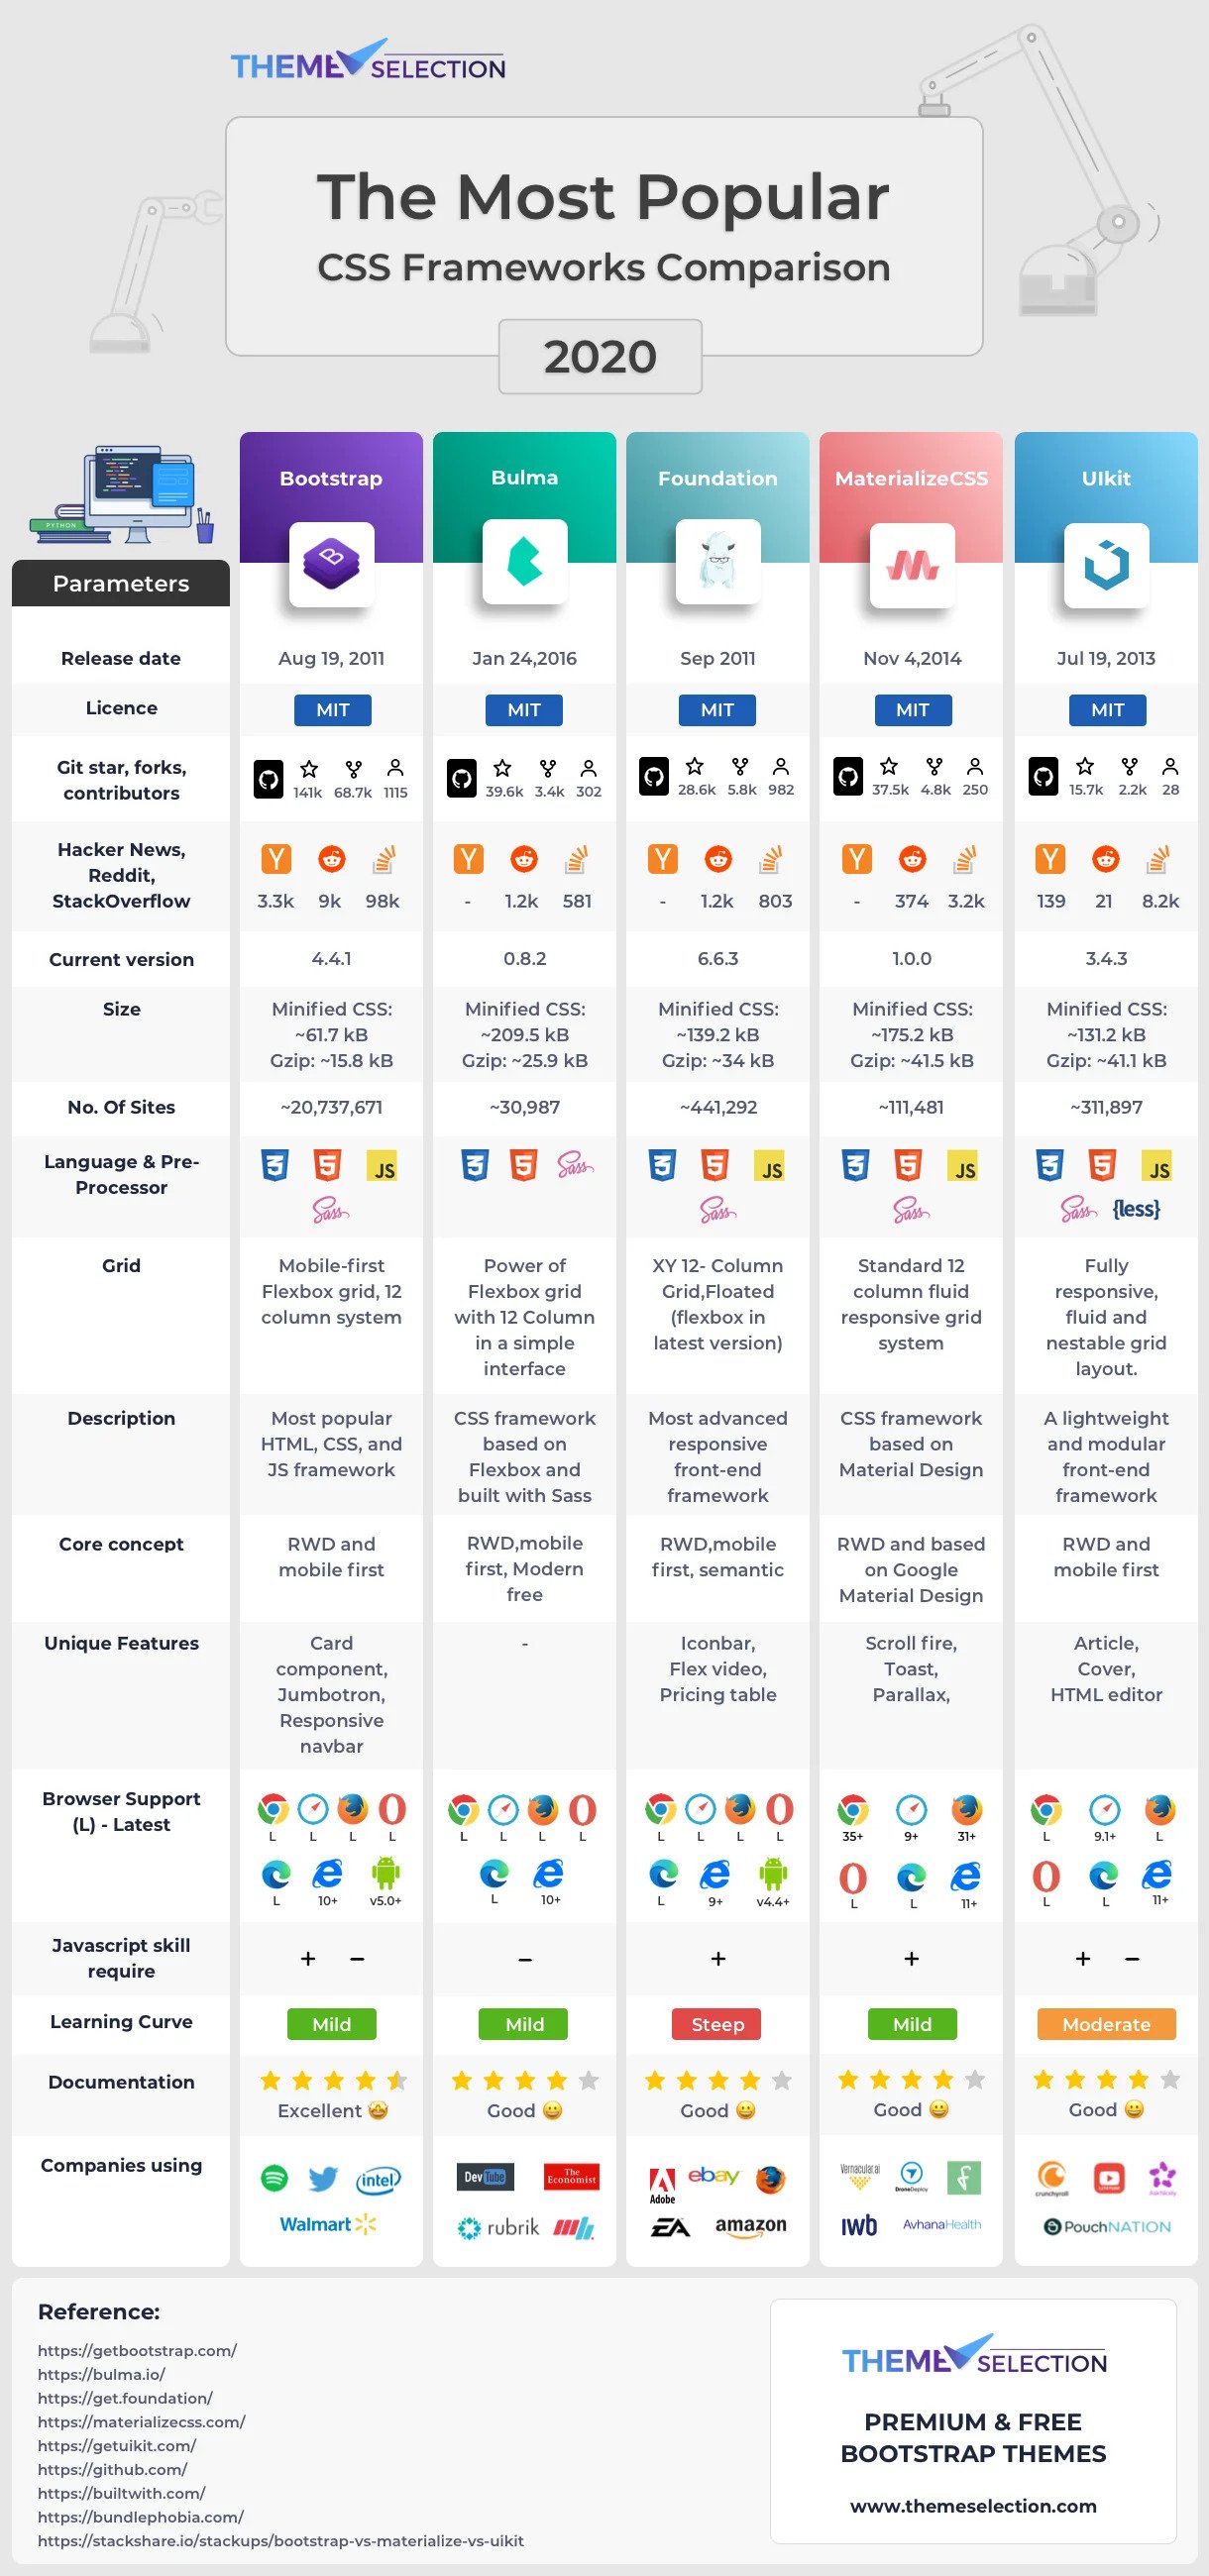 THEME SELECTION
The Most Popular
CSS Frameworks Comparison
2020
PYTHON
Parameters
Bootstrap
Bulma
Foundation
MaterializeCSS
UIkit
B
Release date
Aug 19, 2011
Jan 24,2016
Sep 2011
Nov 4,2014
Jul 19, 2013
Licence
MIT
MIT
MIT
MIT
MIT
Git star, forks,
contributors
141k 68.7k 1115
39.6k 3.4k 302
28.6k 5.8k 982
37.5k 4.8k 250
15.7k 2.2k 28
Hacker News,
Reddit,
StackOverflow
Y
3.3k 9k 98k
Y
- 1.2k 581
Y
- 1.2k 803
Y
- 374 3.2k
Y
139 21 8.2k
Current version
4.4.1
0.8.2
6.6.3
1.0.0
3.4.3
Size
Minified CSS:
~61.7 kB
Gzip: ~15.8 kB
Minified CSS:
~209.5 kB
Gzip: ~25.9 kB
Minified CSS:
~139.2 kB
Gzip: ~34 kB
Minified CSS:
~175.2 kB
Gzip: ~41.5 kB
Minified CSS:
~131.2 kB
Gzip: ~41.1 kB
No. Of Sites
~20,737,671
~30,987
~441,292
~111,481
~311,897
Language & Pre-
Processor
3 5 JS
Sass
3 5 Sass
3 5 JS
Sass
3 5 JS
Sass
3 5 JS
Sass {less}
Grid
Mobile-first
Flexbox grid, 12
column system
Power of
Flexbox grid
with 12 Column
in a simple
interface
XY 12- Column
Grid,Floated
(flexbox in
latest version)
Standard 12
column fluid
responsive grid
system
Fully
responsive,
fluid and
nestable grid
layout.
Description
Most popular
HTML, CSS, and
JS framework
CSS framework
based on
Flexbox and
built with Sass
Most advanced
responsive
front-end
framework
CSS framework
based on
Material Design
A lightweight
and modular
front-end
framework
Core concept
RWD and
mobile first
RWD,mobile
first, Modern
free
RWD,mobile
first, semantic
RWD and based
on Google
Material Design
RWD and
mobile first
Unique Features
Card
component,
Jumbotron,
Responsive
navbar
-
Iconbar,
Flex video,
Pricing table
Scroll fire,
Toast,
Parallax,
Article,
Cover,
HTML editor
Browser Support
(L) - Latest
L L L L
L 10+ v5.0+
L L L L
L 10+
L L L L
L 9+ v4.4+
35+ 9+ 31+
L L 11+
L 9.1+ L
L L 11+
Javascript skill
require
+ −
−
+
+
+ −
Learning Curve
Mild
Mild
Steep
Mild
Moderate
Documentation
Excellent
Good
Good
Good
Good
Companies using
intel
Walmart
DevTube The Economist
rubrik
Adobe ebay
EA amazon
Vernacular.ai DroneDeploy
IWB AvhanaHealth
crunchyroll
PouchNATION
Reference:
https://getbootstrap.com/
https://bulma.io/
https://get.foundation/
https://materializecss.com/
https://getuikit.com/
https://github.com/
https://builtwith.com/
https://bundlephobia.com/
https://stackshare.io/stackups/bootstrap-vs-materialize-vs-uikit
THEME SELECTION
PREMIUM & FREE
BOOTSTRAP THEMES
www.themeselection.com